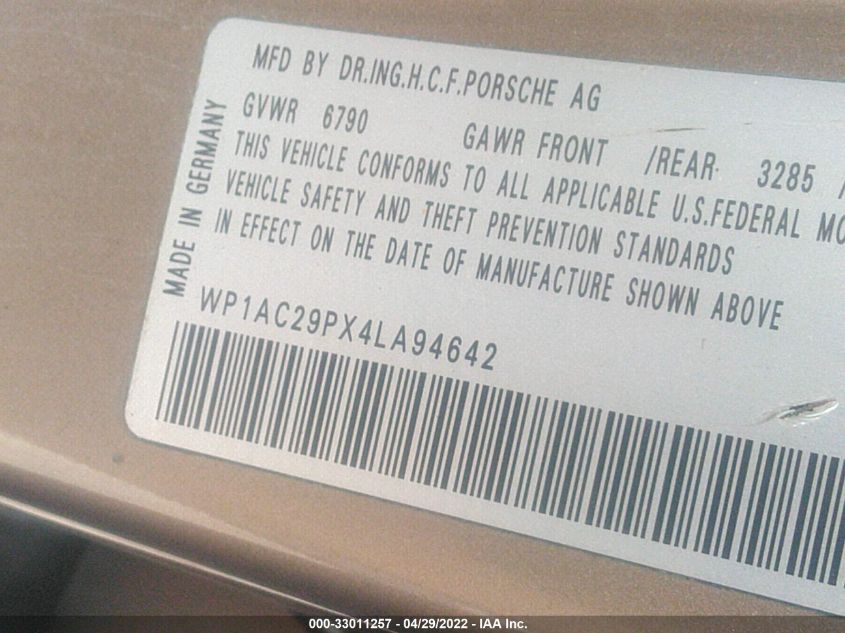 MFD BY DR.ING.H.C.F.PORSCHE AG
GVWR 6790 GAWR FRONT /REAR 3285 /
THIS VEHICLE CONFORMS TO ALL APPLICABLE U.S.FEDERAL MO
VEHICLE SAFETY AND THEFT PREVENTION STANDARDS
IN EFFECT ON THE DATE OF MANUFACTURE SHOWN ABOVE
MADE IN GERMANY
WP1AC29PX4LA94642
000-33011257 - 04/29/2022 - IAA Inc.